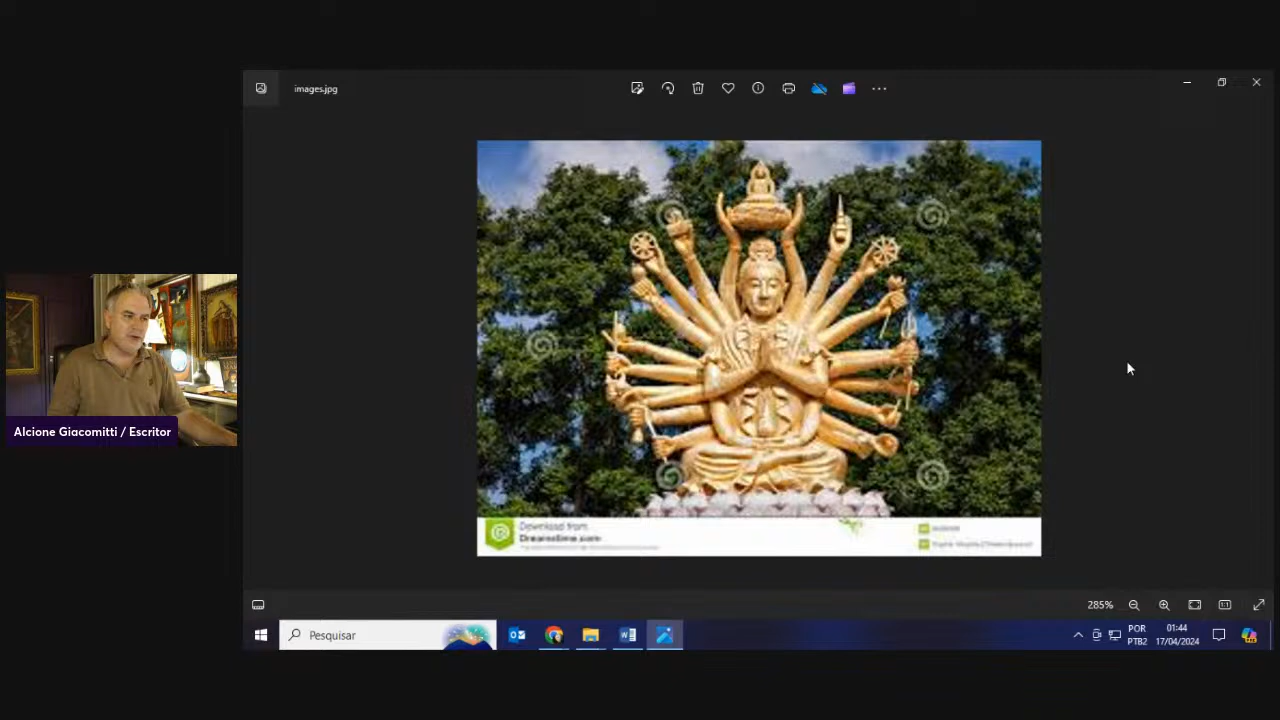 images.jpg
Alcione Giacomitti / Escritor
Download from
Dreamstime.com
285%
Pesquisar
POR
PTB2
01:44
17/04/2024